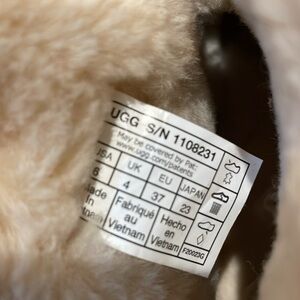 UGG S/N 1108231
May be covered by Pat.
www.ugg.com/patents
USA UK EU JAPAN
6 4 37 23
Made in Vietnam
Fabriqué au Vietnam
Hecho en Vietnam
F20023G